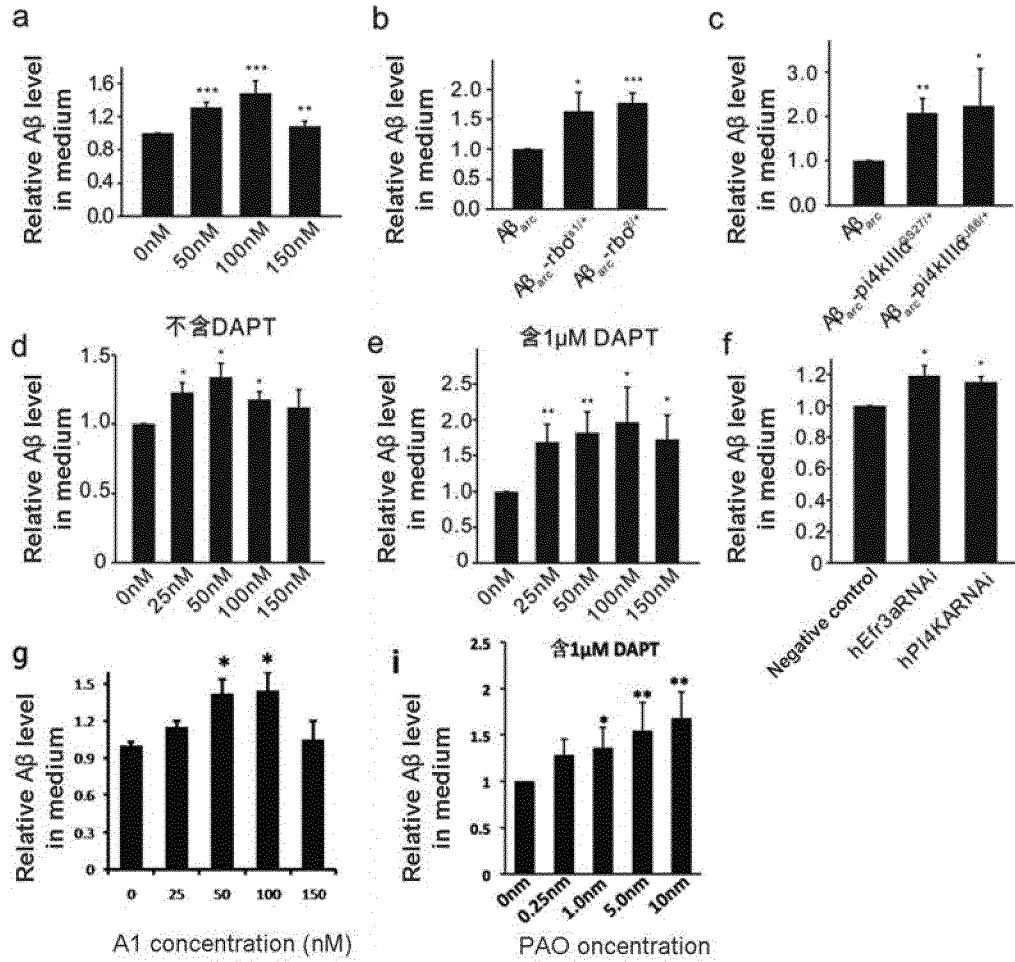 a
Relative Aβ level
in medium
1.6
1.2
0.8
0.4
0.0
***
***
**
0nM
50nM
100nM
150nM
b
Relative Aβ level
in medium
2.0
1.5
1.0
0.5
0.0
*
***
Aβarc
Aβarc-rbo
Aβarc-rbo
c
Relative Aβ level
in medium
3.0
2.0
1.0
0.0
**
*
Aβarc
不含DAPT
d
Relative Aβ level
in medium
1.5
1.0
0.5
0
*
*
*
0nM
25nM
50nM
100nM
150nM
含1μM DAPT
e
Relative Aβ level
in medium
2.5
2.0
1.5
1.0
0.5
0
**
**
*
*
0nM
25nM
50nM
100nM
150nM
f
Relative Aβ level
in medium
1.2
1.0
0.8
0.6
0.4
0.2
0
*
*
Negative control
hEfr3aRNAi
hPI4KARNAi
g
Relative Aβ level
in medium
1.5
1.2
0.9
0.6
0.3
0
*
*
0
25
50
100
150
A1 concentration (nM)
i
含1μM DAPT
Relative Aβ level
in medium
2.5
2
1.5
1
0.5
0
*
**
**
0nm
0.25nm
1.0nm
5.0nm
10nm
PAO oncentration